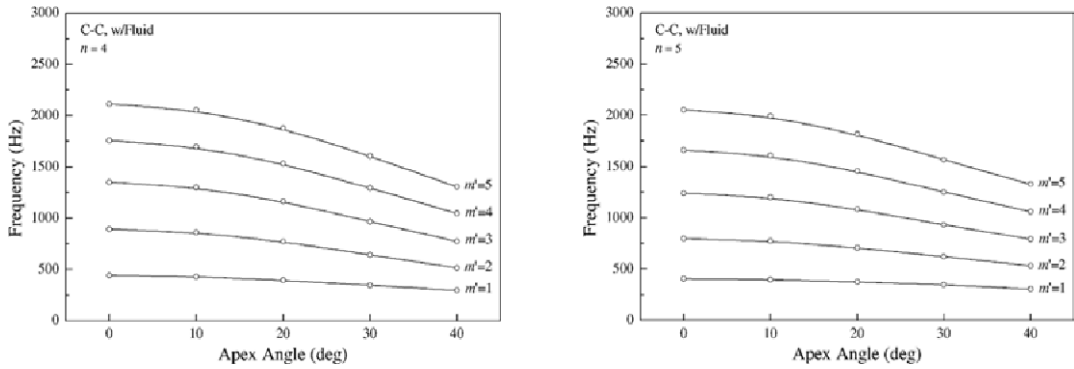 C-C, w/Fluid
n = 4
Frequency (Hz)
3000
2500
2000
1500
1000
500
0
m'=5
m'=4
m'=3
m'=2
m'=1
0 10 20 30 40
Apex Angle (deg)
C-C, w/Fluid
n = 5
Frequency (Hz)
3000
2500
2000
1500
1000
500
0
m'=5
m'=4
m'=3
m'=2
m'=1
0 10 20 30 40
Apex Angle (deg)